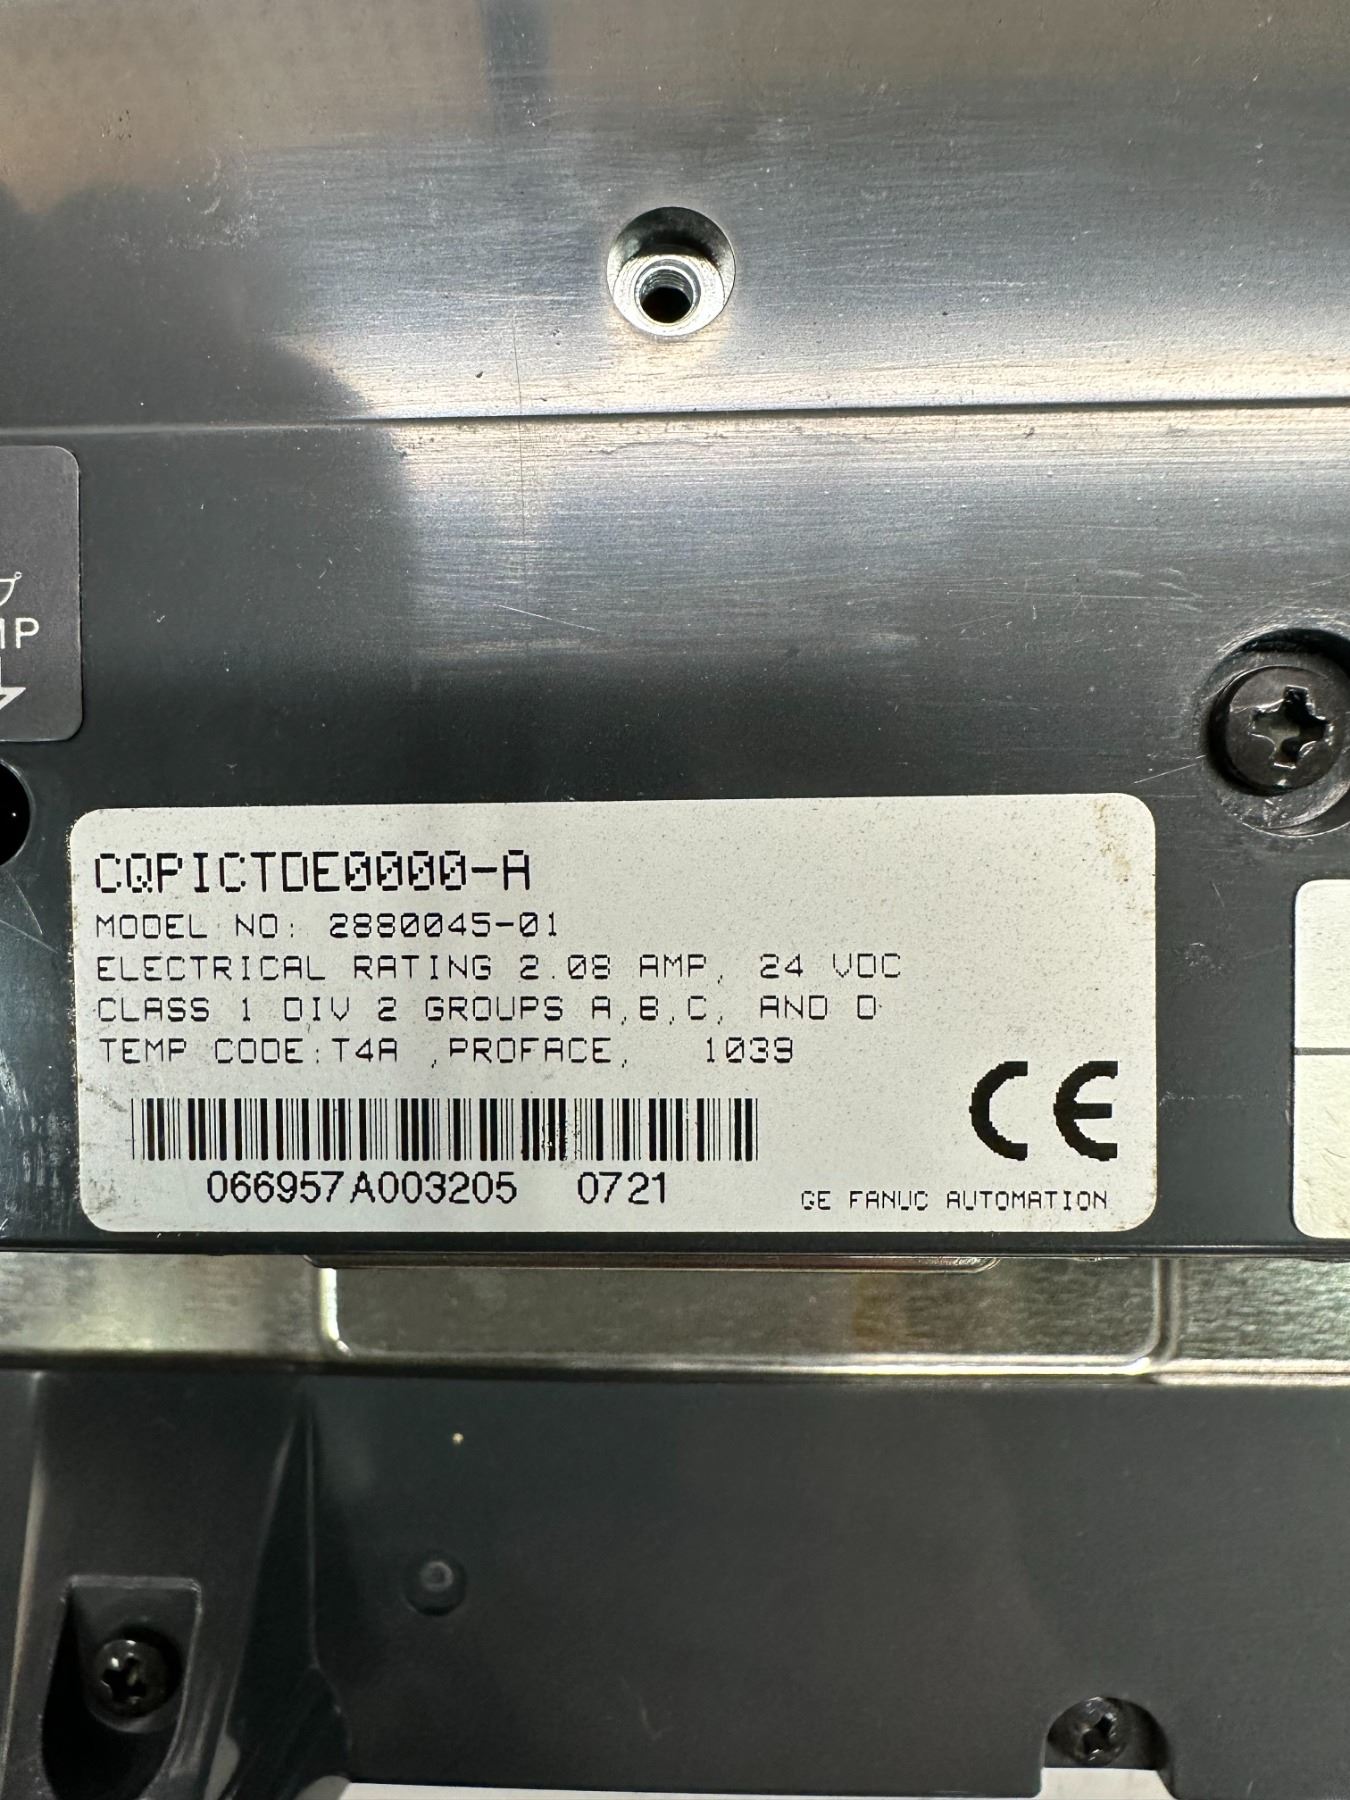 CQPICTDE0000-A
MODEL NO: 2880045-01
ELECTRICAL RATING 2.08 AMP, 24 VDC
CLASS 1 DIV 2 GROUPS A,B,C, AND D
TEMP CODE:T4A ,PROFACE, 1039
CE
066957A003205 0721
GE FANUC AUTOMATION